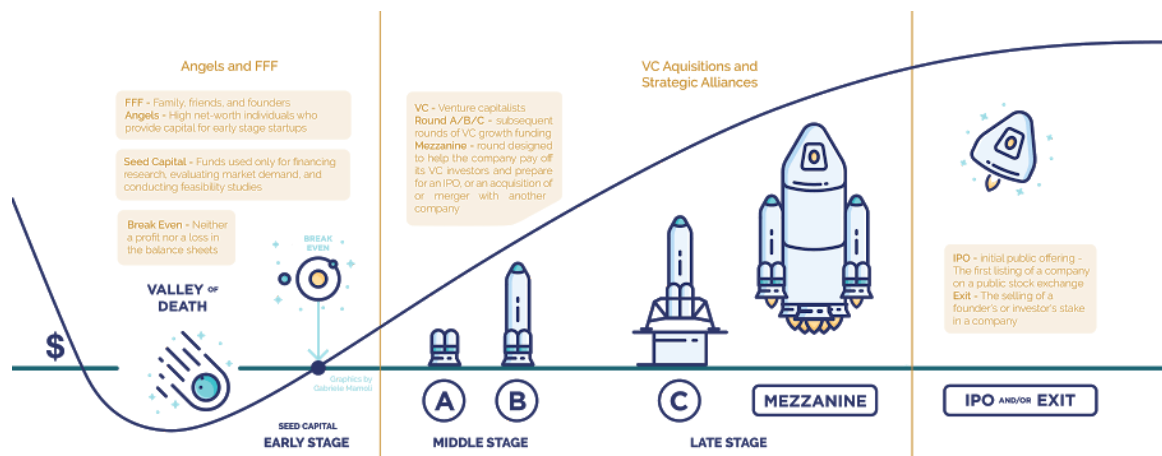 Angels and FFF
FFF - Family, friends, and founders
Angels - High net-worth individuals who
provide capital for early stage startups
Seed Capital - Funds used only for financing
research, evaluating market demand, and
conducting feasibility studies
Break Even - Neither
a profit nor a loss in
the balance sheets
BREAK
EVEN
VALLEY OF
DEATH
$
Graphics by
Gabriele Mamoli
SEED CAPITAL
EARLY STAGE
VC Aquisitions and
Strategic Alliances
VC - Venture capitalists
Round A/B/C - subsequent
rounds of VC growth funding
Mezzanine - round designed
to help the company pay off
its VC investors and prepare
for an IPO, or an acquisition of
or merger with another
company
A
B
C
MEZZANINE
MIDDLE STAGE
LATE STAGE
IPO - initial public offering -
The first listing of a company
on a public stock exchange
Exit - The selling of a
founder's or investor's stake
in a company
IPO AND/OR EXIT